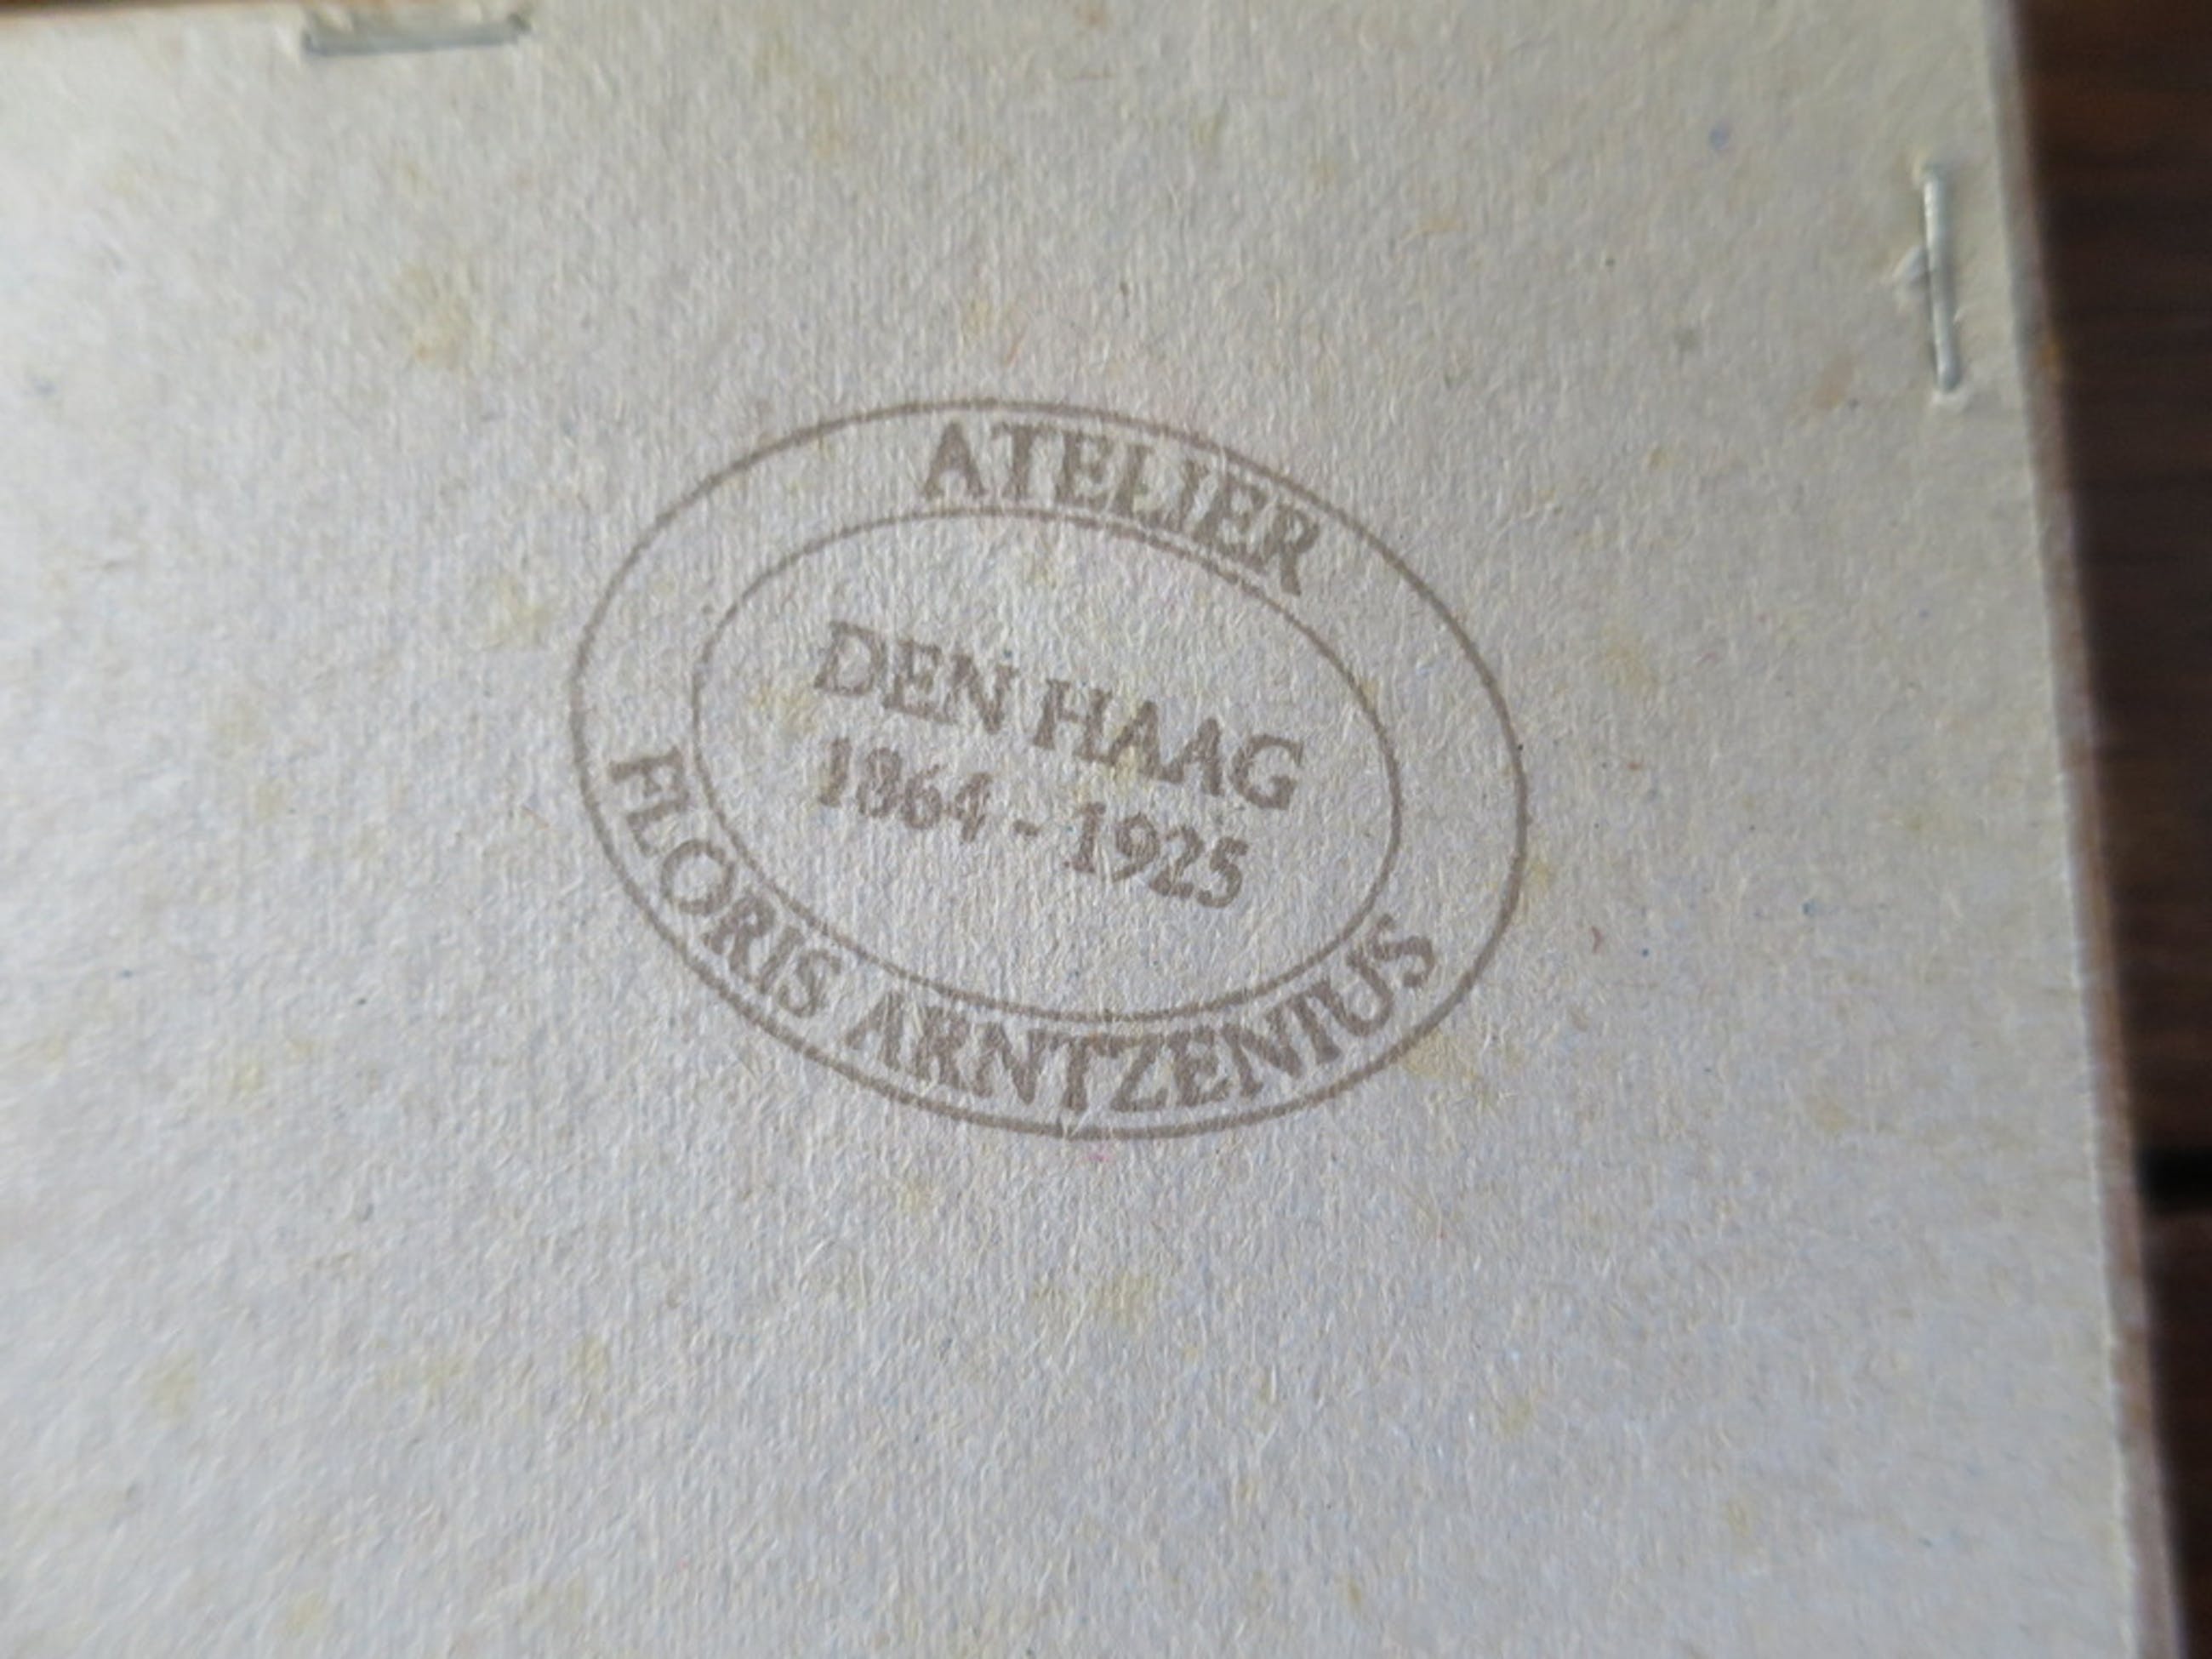 ATELIER
DEN HAAG
1864 - 1925
FLORIS ARNTZENIUS